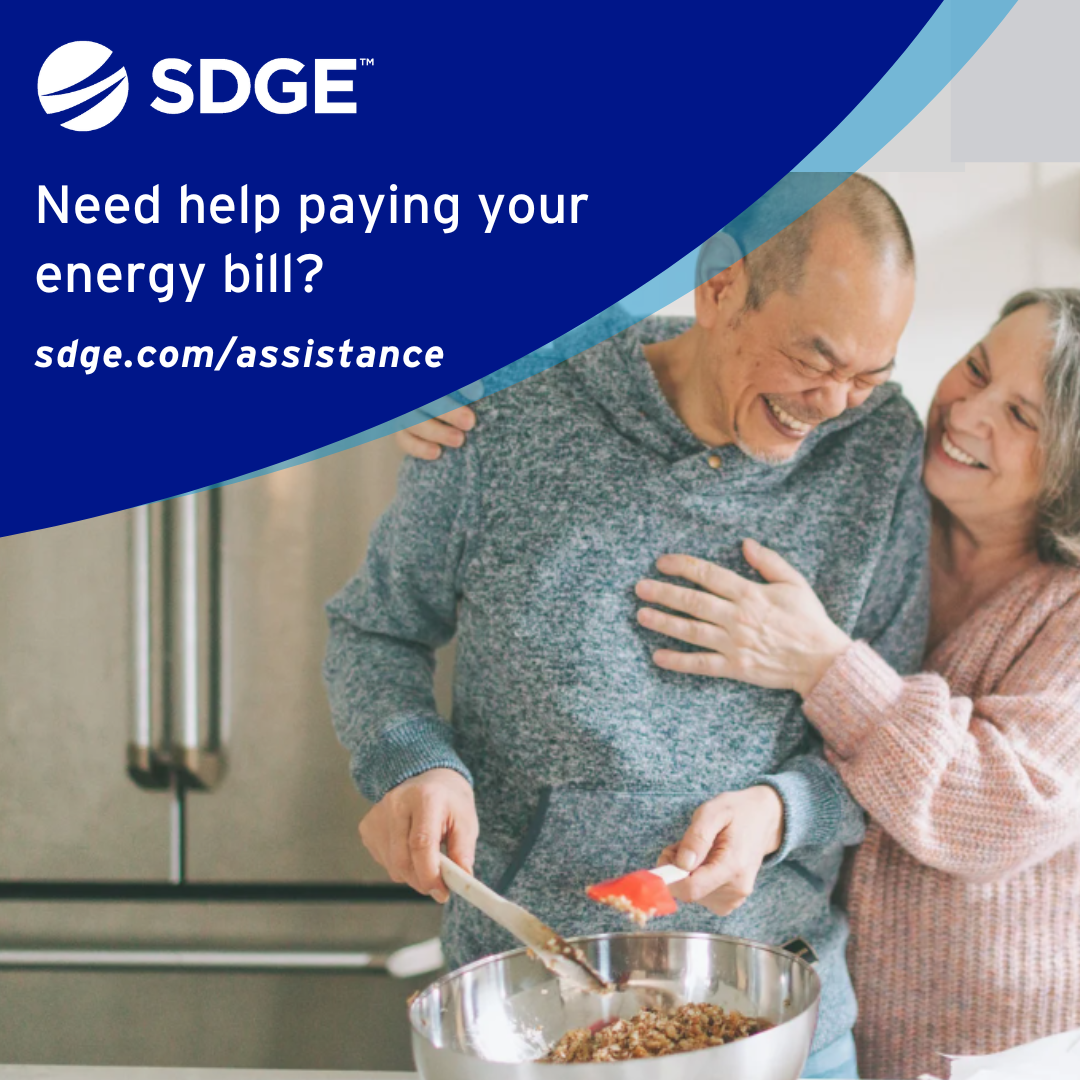 SDGE™
Need help paying your
energy bill?
sdge.com/assistance